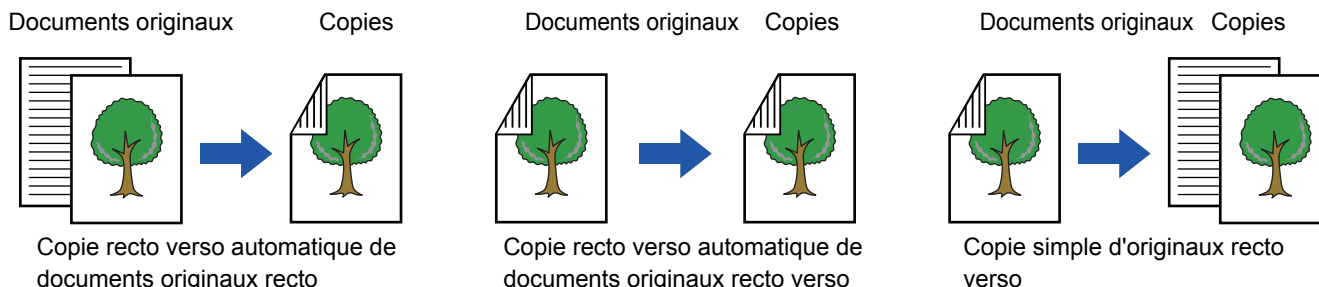 Documents originaux Copies
Copie recto verso automatique de
documents originaux recto
Documents originaux Copies
Copie recto verso automatique de
documents originaux recto verso
Documents originaux Copies
Copie simple d'originaux recto
verso